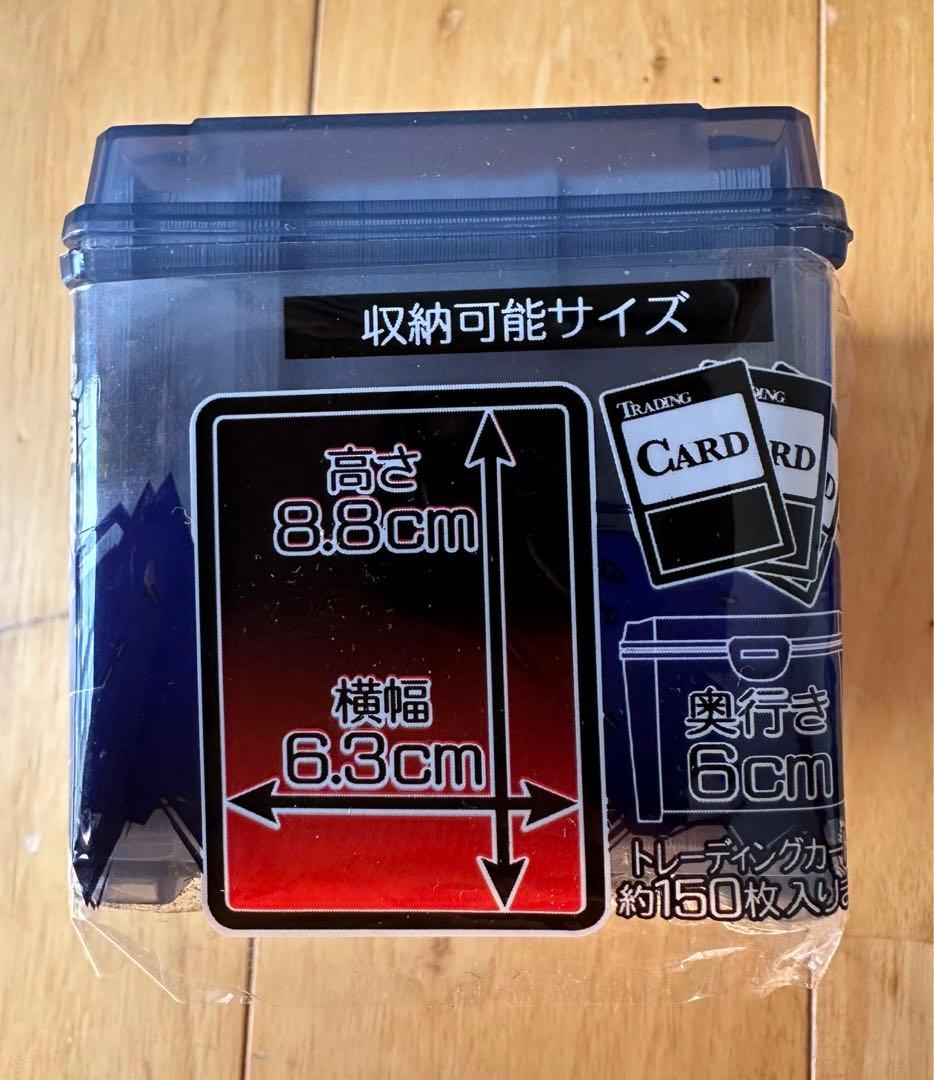 収納可能サイズ
TRADING
CARD
DING
RD
D
高さ
8.8cm
横幅
6.3cm
奥行き
6cm
トレーディングカー
約150枚入りま